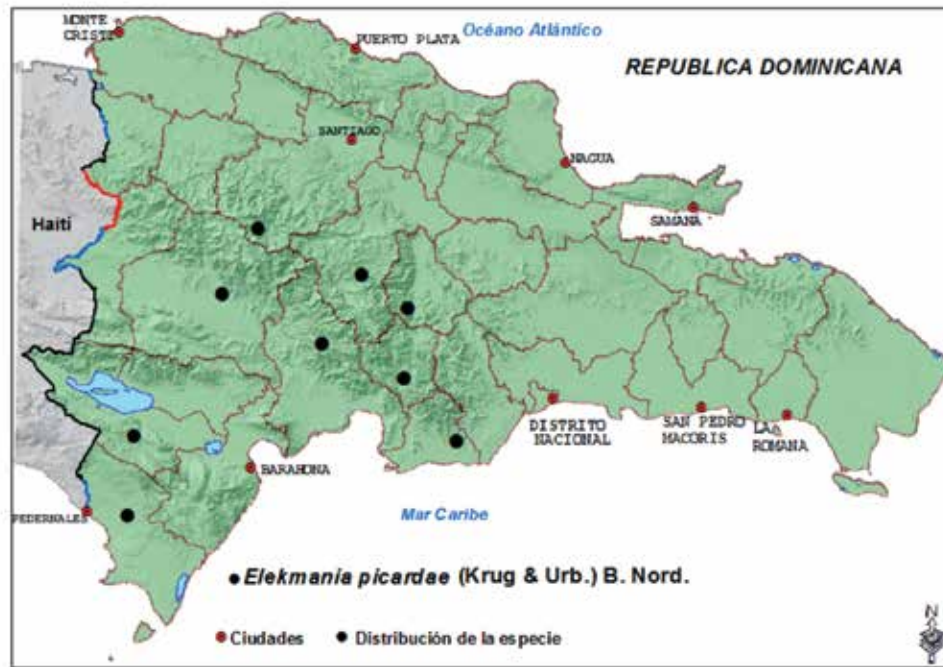 MONTE
CRISTI
PUERTO PLATA
Océano Atlántico
REPUBLICA DOMINICANA
SANTIAGO
NAGUA
SAMANA
Haití
DISTRITO
NACIONAL
SAN PEDRO
MACORIS
LA
ROMANA
BARAHONA
PEDERNALES
Mar Caribe
Elekmania picardae (Krug & Urb.) B. Nord.
Ciudades
Distribución de la especie
N